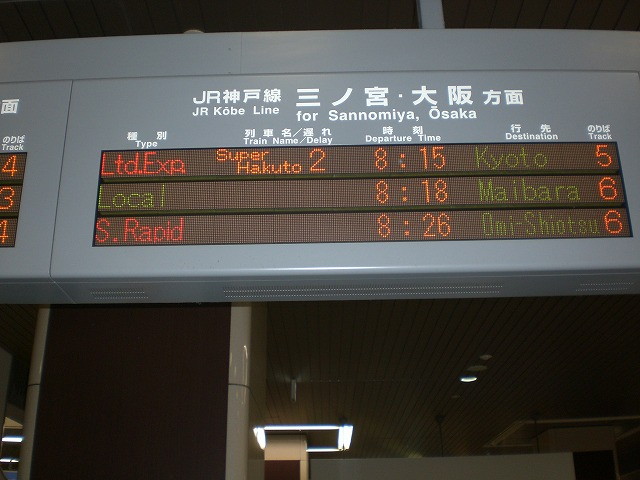 面
のりば
Track
4
3
4
JR神戸線 三ノ宮・大阪 方面
JR Kōbe Line for Sannomiya, Ōsaka
種別 列車名/遅れ 時刻 行先 のりば
Type Train Name/Delay Departure Time Destination Track
Ltd.Exp. Super Hakuto 2 8:15 Kyoto 5
Local 8:18 Maibara 6
S.Rapid 8:26 Omi-Shiotsu 6